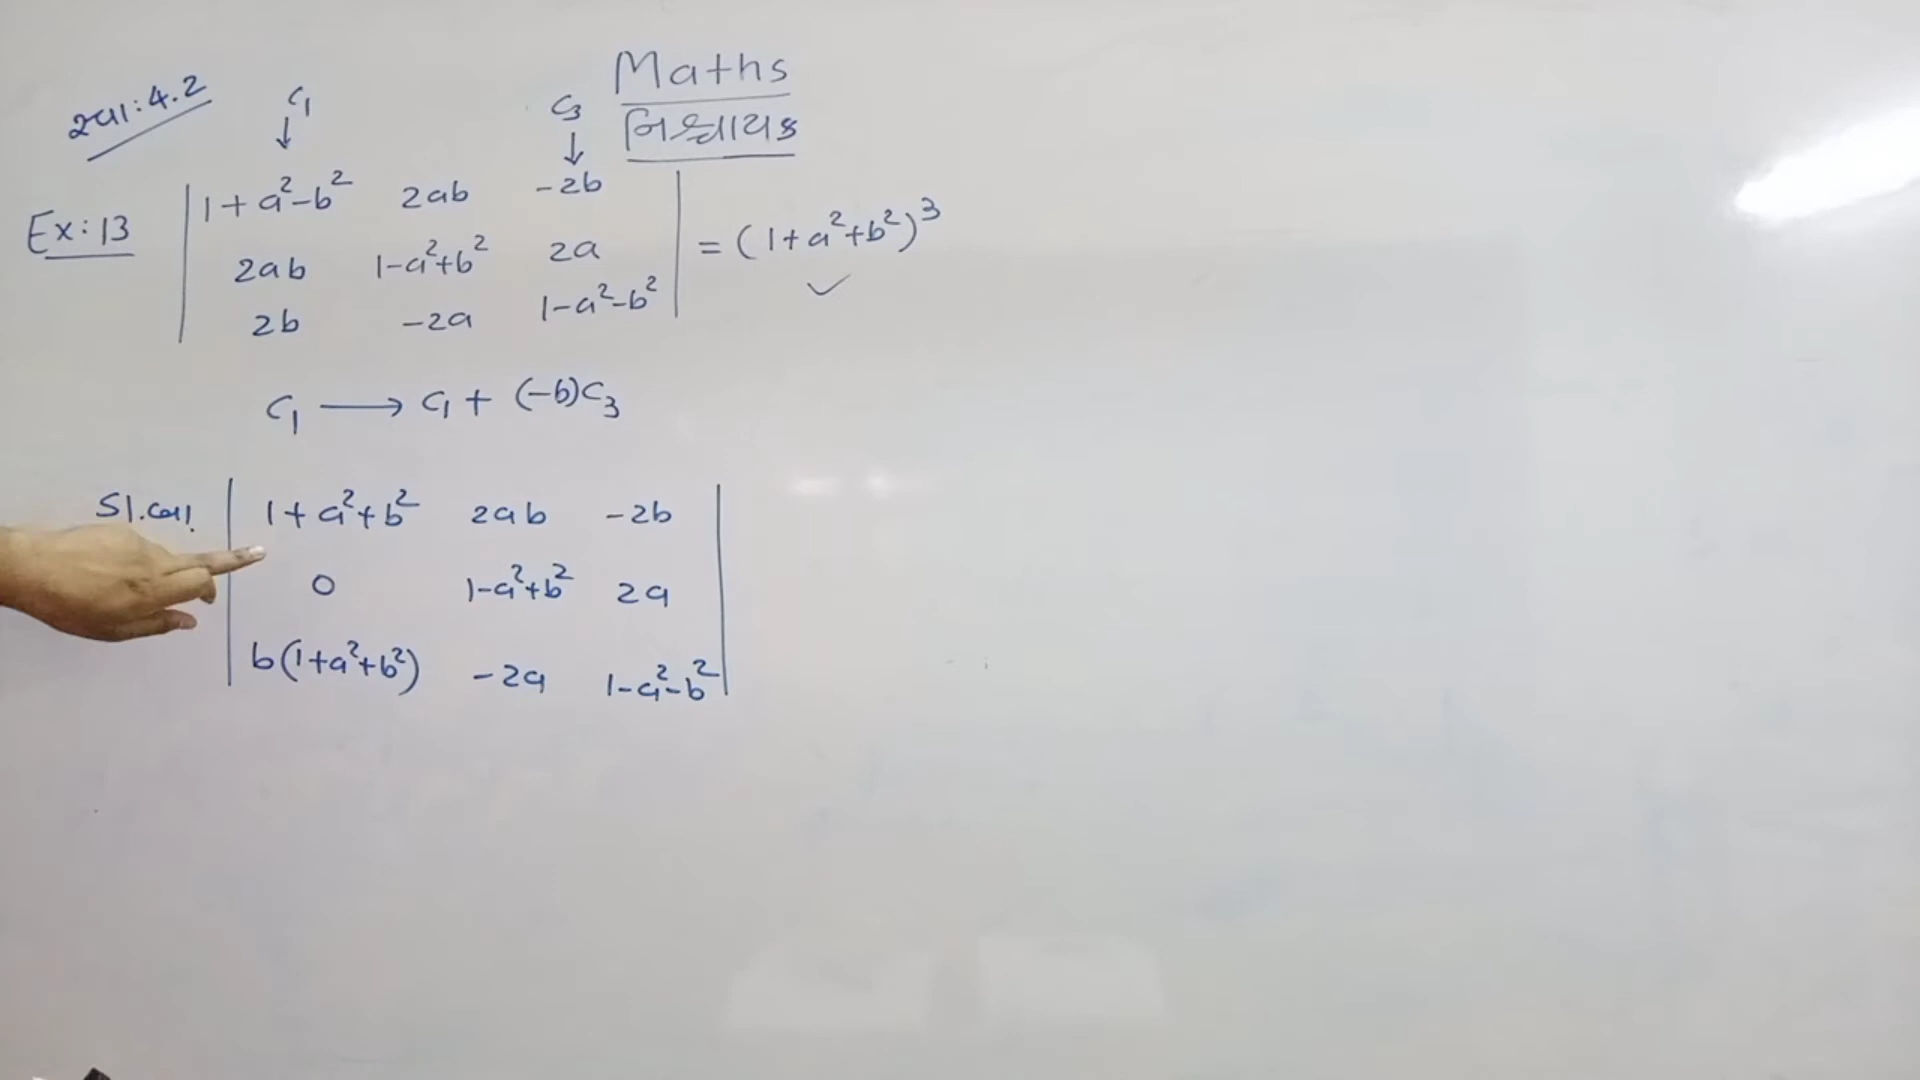 Maths
નિશ્ચાયક
સ્વા:4.2
C₁ C₃
↓ ↓
Ex:13
| 1+a²-b² 2ab -2b |
| 2ab 1-a²+b² 2a | = (1+a²+b²)³ ✓
| 2b -2a 1-a²-b² |
C₁ ⟶ C₁ + (-b)C₃
| 1+a²+b² 2ab -2b |
| 0 1-a²+b² 2a |
| b(1+a²+b²) -2a 1-a²-b² |